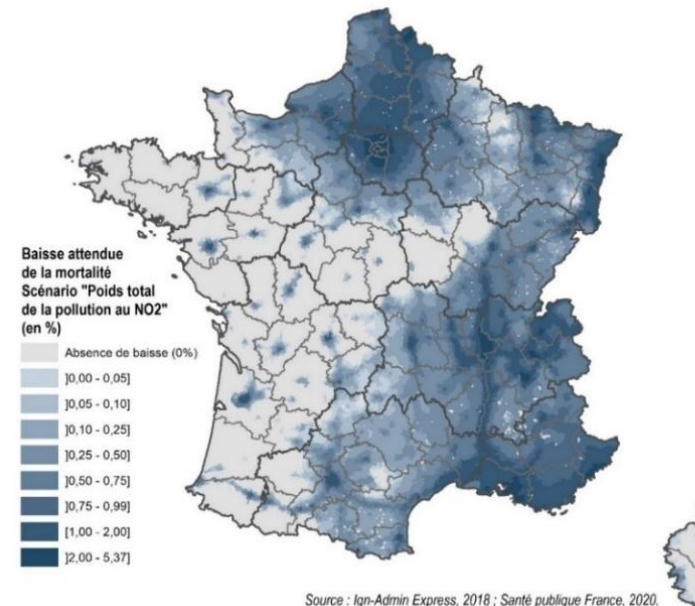 Baisse attendue
de la mortalité
Scénario "Poids total
de la pollution au NO2"
(en %)
Absence de baisse (0%)
]0,00 - 0,05]
]0,05 - 0,10]
]0,10 - 0,25]
]0,25 - 0,50]
]0,50 - 0,75]
]0,75 - 0,99]
[1,00 - 2,00]
]2,00 - 5,37]
Source : Ign-Admin Express, 2018 ; Santé publique France, 2020.